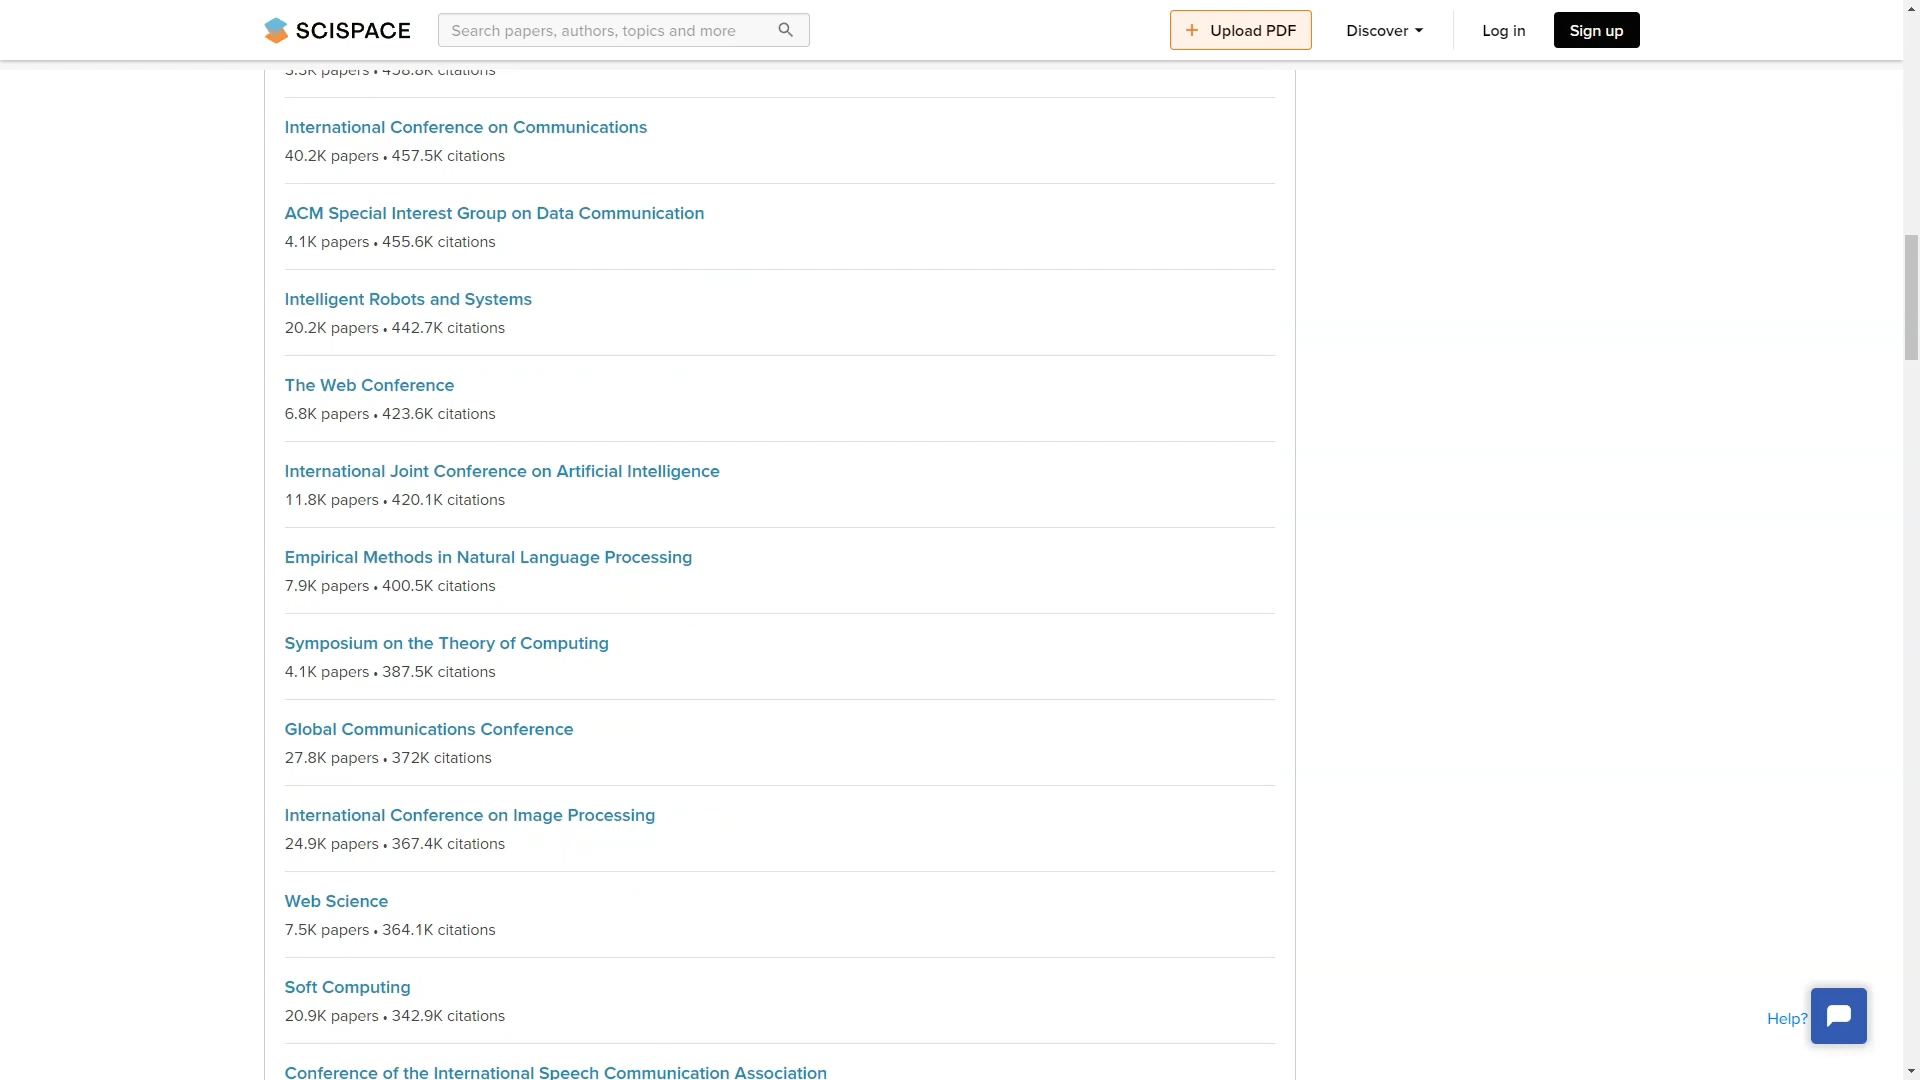 SCISPACE
Search papers, authors, topics and more
+ Upload PDF
Discover
Log in
Sign up
3.3K papers • 458.8K citations
International Conference on Communications
40.2K papers • 457.5K citations
ACM Special Interest Group on Data Communication
4.1K papers • 455.6K citations
Intelligent Robots and Systems
20.2K papers • 442.7K citations
The Web Conference
6.8K papers • 423.6K citations
International Joint Conference on Artificial Intelligence
11.8K papers • 420.1K citations
Empirical Methods in Natural Language Processing
7.9K papers • 400.5K citations
Symposium on the Theory of Computing
4.1K papers • 387.5K citations
Global Communications Conference
27.8K papers • 372K citations
International Conference on Image Processing
24.9K papers • 367.4K citations
Web Science
7.5K papers • 364.1K citations
Soft Computing
20.9K papers • 342.9K citations
Help?
Conference of the International Speech Communication Association